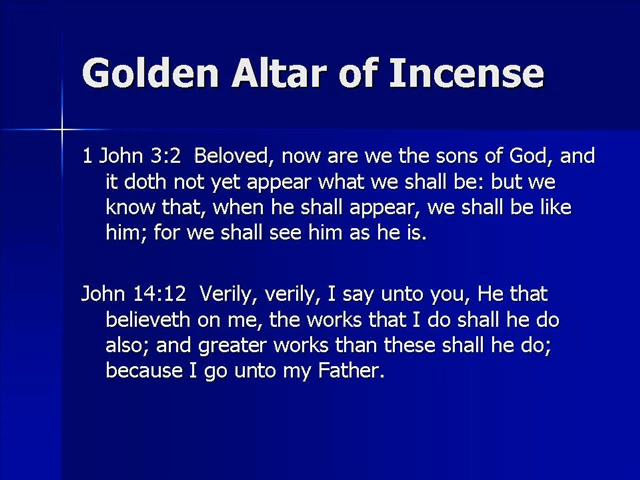 Golden Altar of Incense
1 John 3:2  Beloved, now are we the sons of God, and
it doth not yet appear what we shall be: but we
know that, when he shall appear, we shall be like
him; for we shall see him as he is.
John 14:12  Verily, verily, I say unto you, He that
believeth on me, the works that I do shall he do
also; and greater works than these shall he do;
because I go unto my Father.